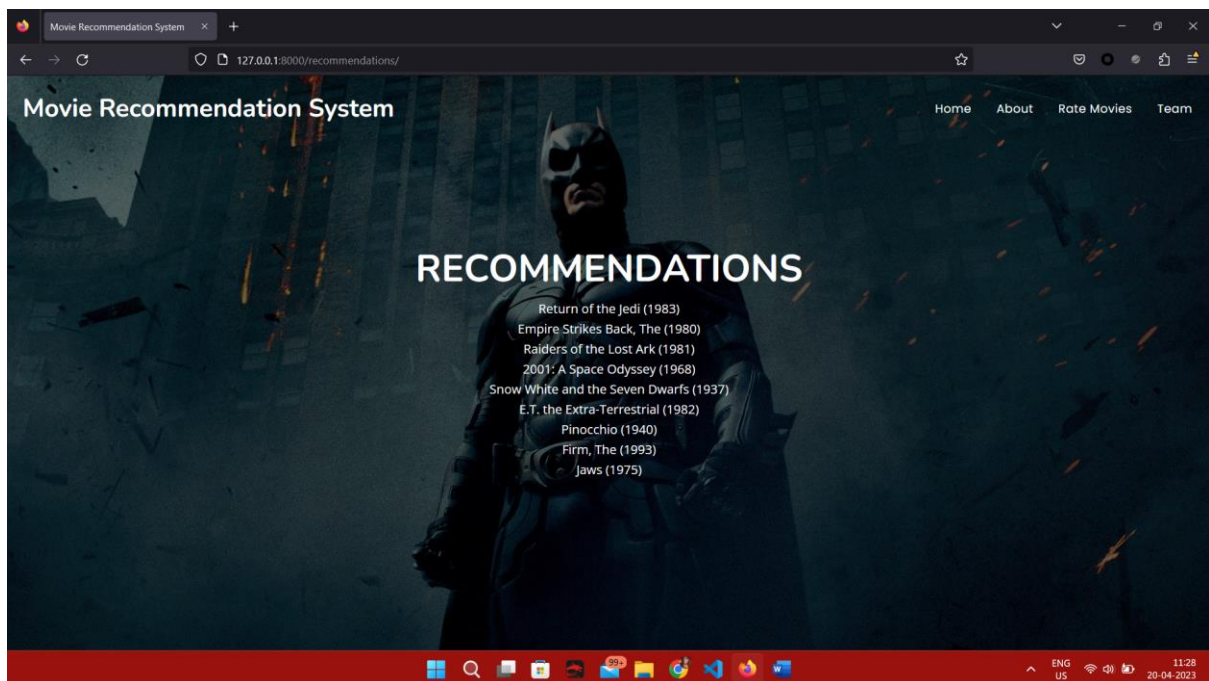 Movie Recommendation System
127.0.0.1:8000/recommendations/
Movie Recommendation System
Home About Rate Movies Team
RECOMMENDATIONS
Return of the Jedi (1983)
Empire Strikes Back, The (1980)
Raiders of the Lost Ark (1981)
2001: A Space Odyssey (1968)
Snow White and the Seven Dwarfs (1937)
E.T. the Extra-Terrestrial (1982)
Pinocchio (1940)
Firm, The (1993)
Jaws (1975)
99+
ENG
US
11:28
20-04-2023